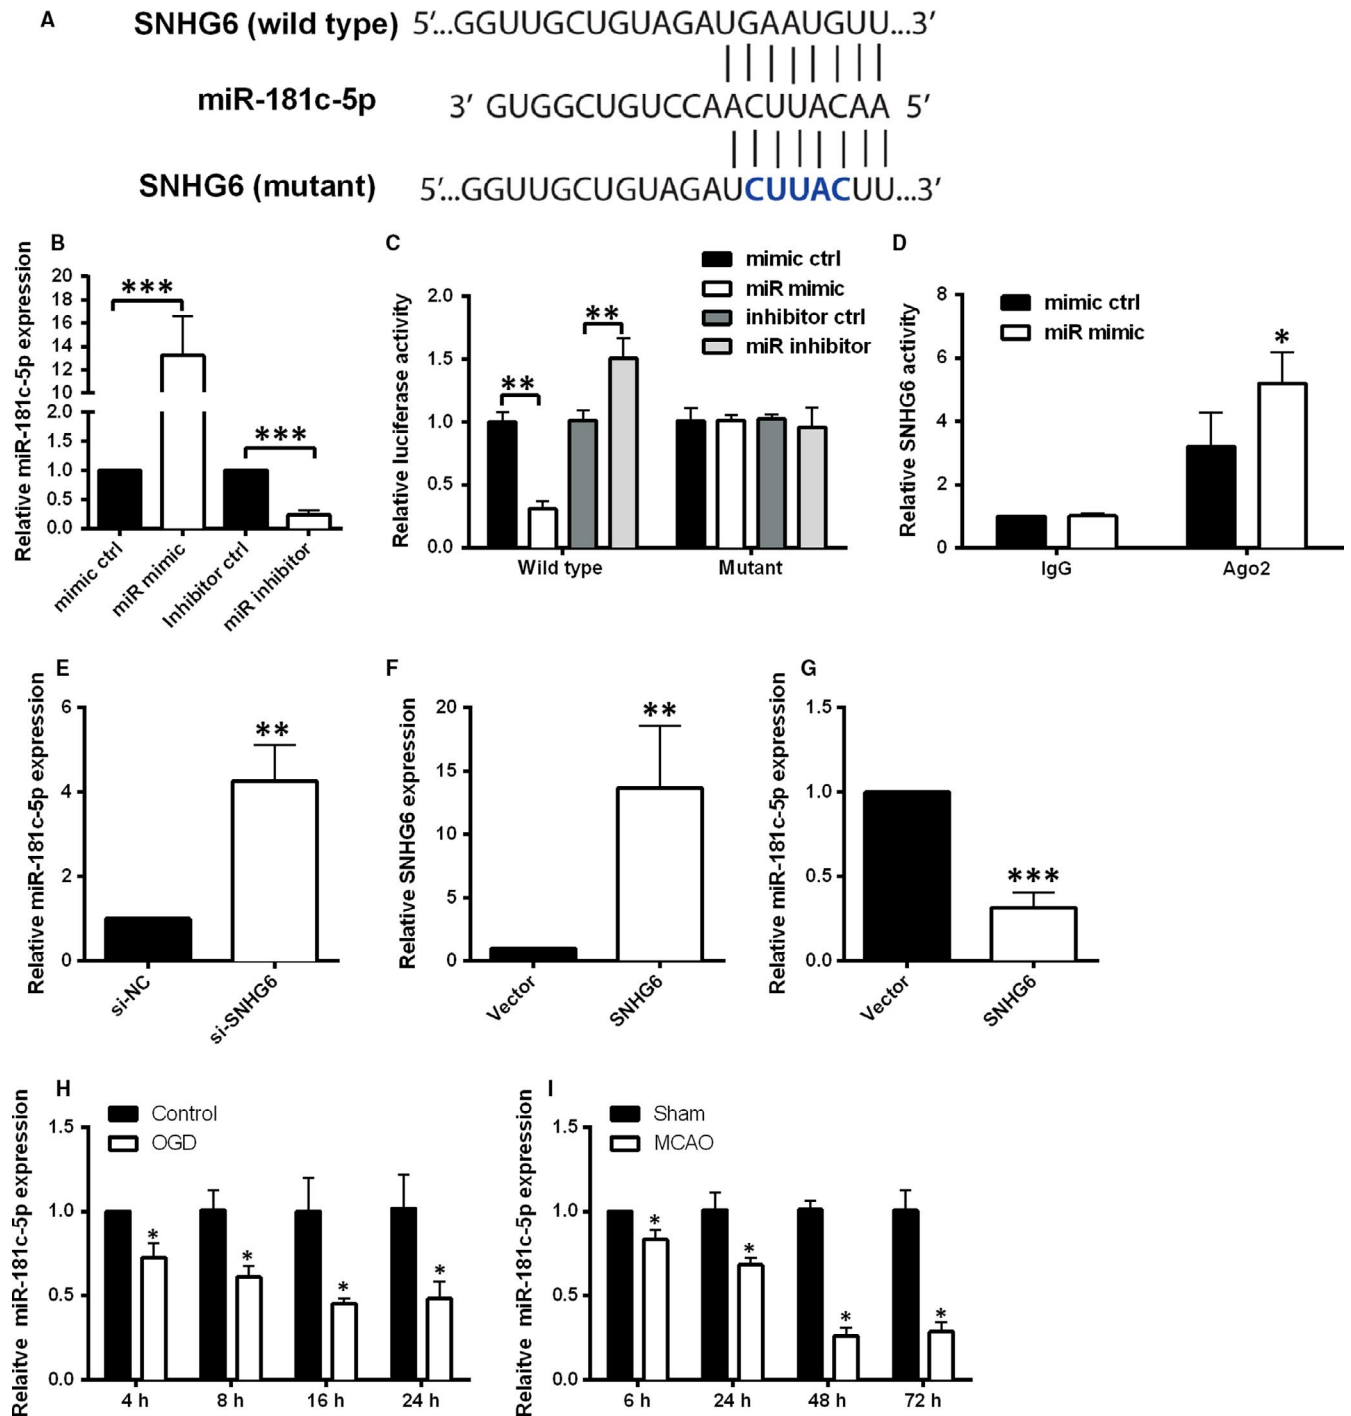 A
SNHG6 (wild type) 5′...GGUUGCUGUAGAUGAAUGUU...3′
miR-181c-5p 3′ GUGGCUGUCCAACUUACAA 5′
SNHG6 (mutant) 5′...GGUUGCUGUAGAUCUUACUU...3′
B
Relative miR-181c-5p expression
20
18
16
14
12
10
2.0
1.5
1.0
0.5
0.0
***
***
mimic ctrl
miR mimic
Inhibitor ctrl
miR inhibitor
C
mimic ctrl
miR mimic
inhibitor ctrl
miR inhibitor
Relative luciferase activity
2.0
1.5
1.0
0.5
0.0
**
**
Wild type
Mutant
D
mimic ctrl
miR mimic
Relative SNHG6 activity
8
6
4
2
0
*
IgG
Ago2
E
Relative miR-181c-5p expression
6
4
2
0
**
si-NC
si-SNHG6
F
Relative SNHG6 expression
20
15
10
5
0
**
Vector
SNHG6
G
Relative miR-181c-5p expression
1.5
1.0
0.5
0.0
***
Vector
SNHG6
H
Control
OGD
Relaitve miR-181c-5p expression
1.5
1.0
0.5
0.0
*
*
*
*
4 h
8 h
16 h
24 h
I
Sham
MCAO
Relaitve miR-181c-5p expression
1.5
1.0
0.5
0.0
*
*
*
*
6 h
24 h
48 h
72 h